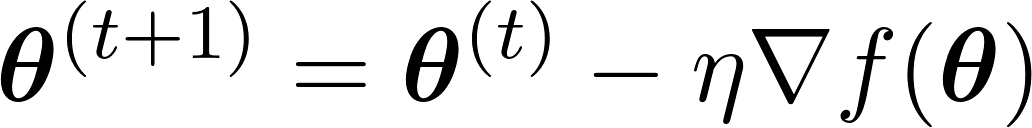 𝜽^(t+1) = 𝜽^(t) − η∇f(𝜽)